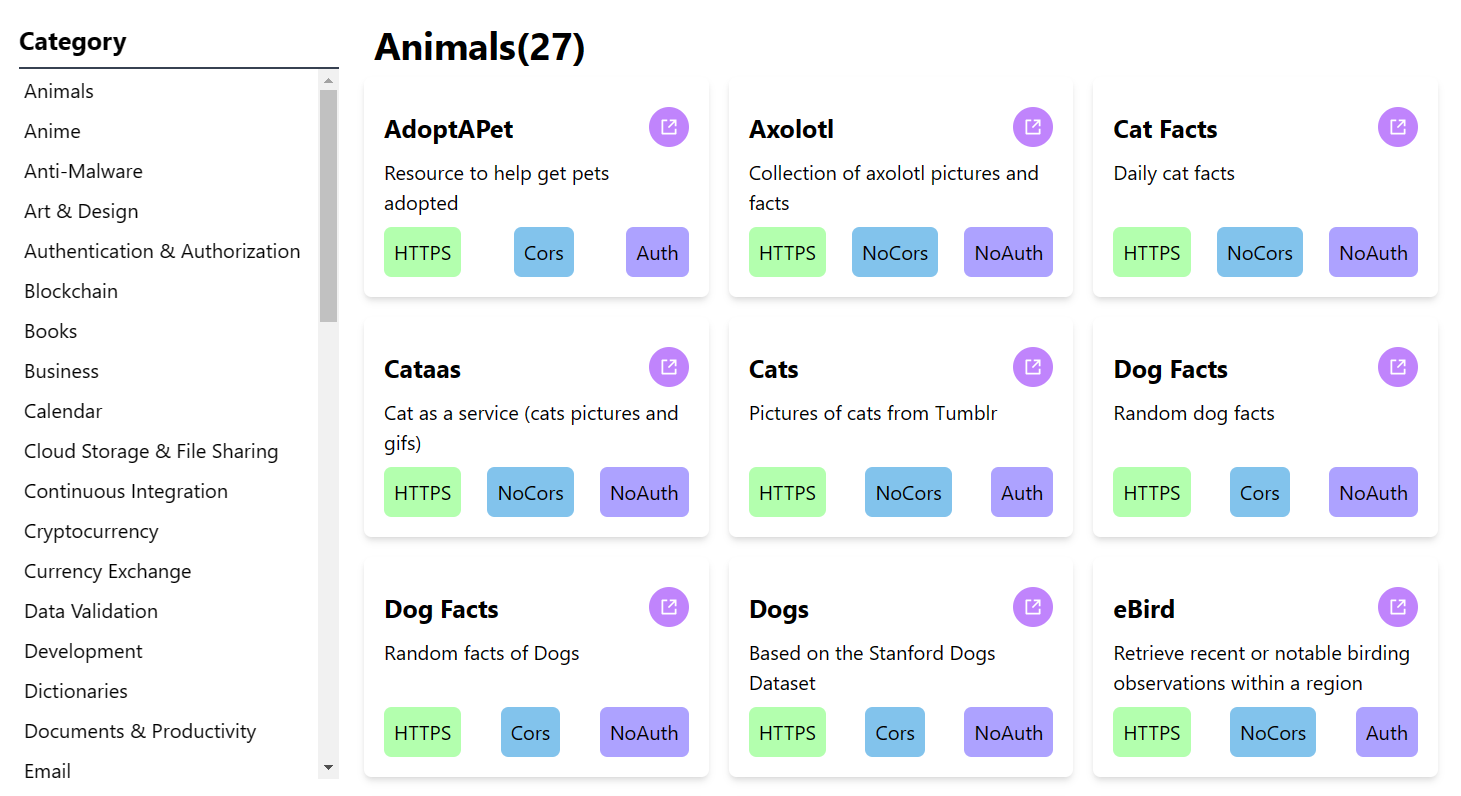 Category
Animals
Anime
Anti-Malware
Art & Design
Authentication & Authorization
Blockchain
Books
Business
Calendar
Cloud Storage & File Sharing
Continuous Integration
Cryptocurrency
Currency Exchange
Data Validation
Development
Dictionaries
Documents & Productivity
Email
Animals(27)
AdoptAPet
Resource to help get pets
adopted
HTTPS Cors Auth
Axolotl
Collection of axolotl pictures and
facts
HTTPS NoCors NoAuth
Cat Facts
Daily cat facts
HTTPS NoCors NoAuth
Cataas
Cat as a service (cats pictures and
gifs)
HTTPS NoCors NoAuth
Cats
Pictures of cats from Tumblr
HTTPS NoCors Auth
Dog Facts
Random dog facts
HTTPS Cors NoAuth
Dog Facts
Random facts of Dogs
HTTPS Cors NoAuth
Dogs
Based on the Stanford Dogs
Dataset
HTTPS Cors NoAuth
eBird
Retrieve recent or notable birding
observations within a region
HTTPS NoCors Auth